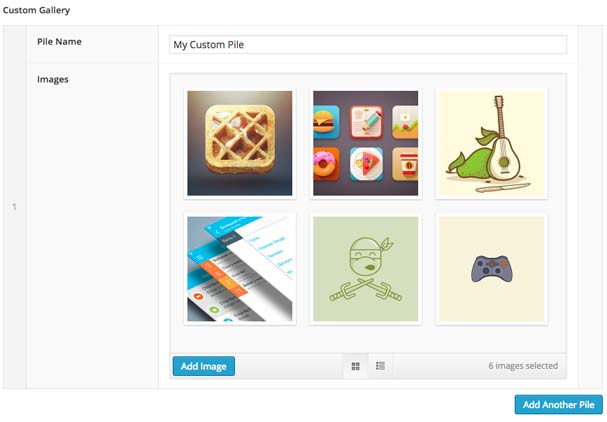 Custom Gallery
Pile Name
My Custom Pile
Images
1
Add Image
6 images selected
Add Another Pile